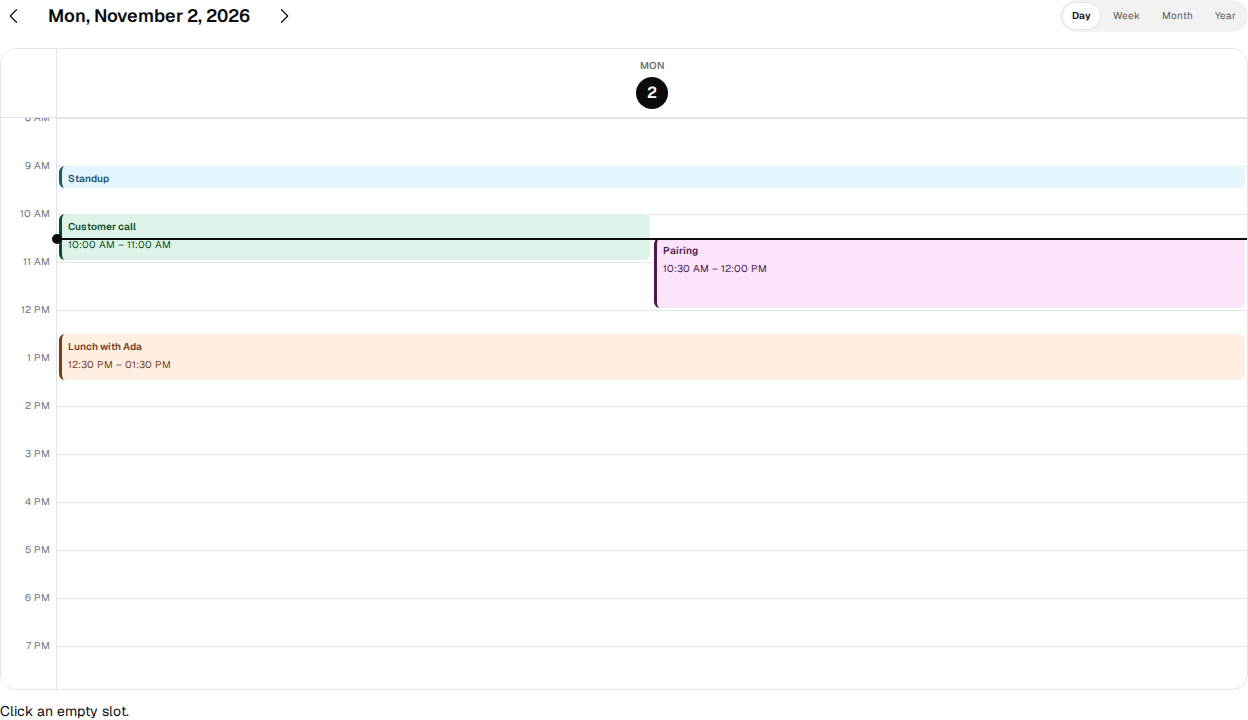 Mon, November 2, 2026
Day Week Month Year
MON
2
8 AM
9 AM
Standup
10 AM
Customer call
10:00 AM – 11:00 AM
Pairing
10:30 AM – 12:00 PM
11 AM
12 PM
Lunch with Ada
12:30 PM – 01:30 PM
1 PM
2 PM
3 PM
4 PM
5 PM
6 PM
7 PM
Click an empty slot.